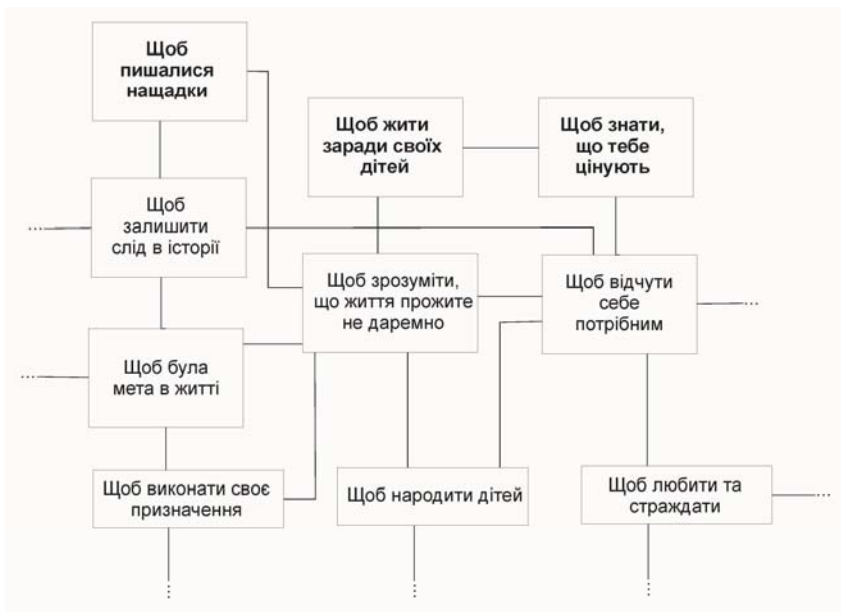 Щоб
пишалися
нащадки
Щоб жити
заради своїх
дітей
Щоб знати,
що тебе
цінують
Щоб
залишити
слід в історії
Щоб зрозуміти,
що життя прожите
не даремно
Щоб відчути
себе
потрібним
Щоб була
мета в житті
Щоб виконати своє
призначення
Щоб народити дітей
Щоб любити та
страждати